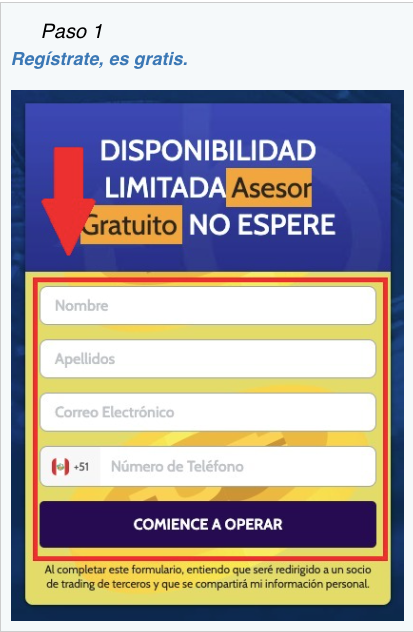 Paso 1
Regístrate, es gratis.
DISPONIBILIDAD
LIMITADA Asesor
Gratuito NO ESPERE
Nombre
Apellidos
Correo Electrónico
+51 Número de Teléfono
COMIENCE A OPERAR
Al completar este formulario, entiendo que seré redirigido a un socio
de trading de terceros y que se compartirá mi información personal.